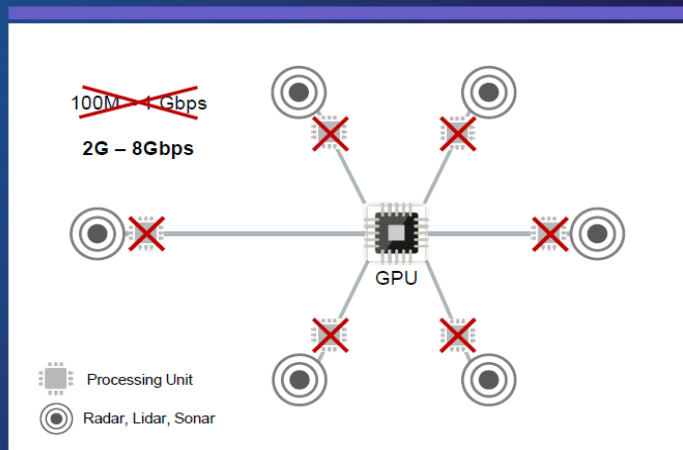 100M – 1 Gbps
2G – 8Gbps
GPU
Processing Unit
Radar, Lidar, Sonar